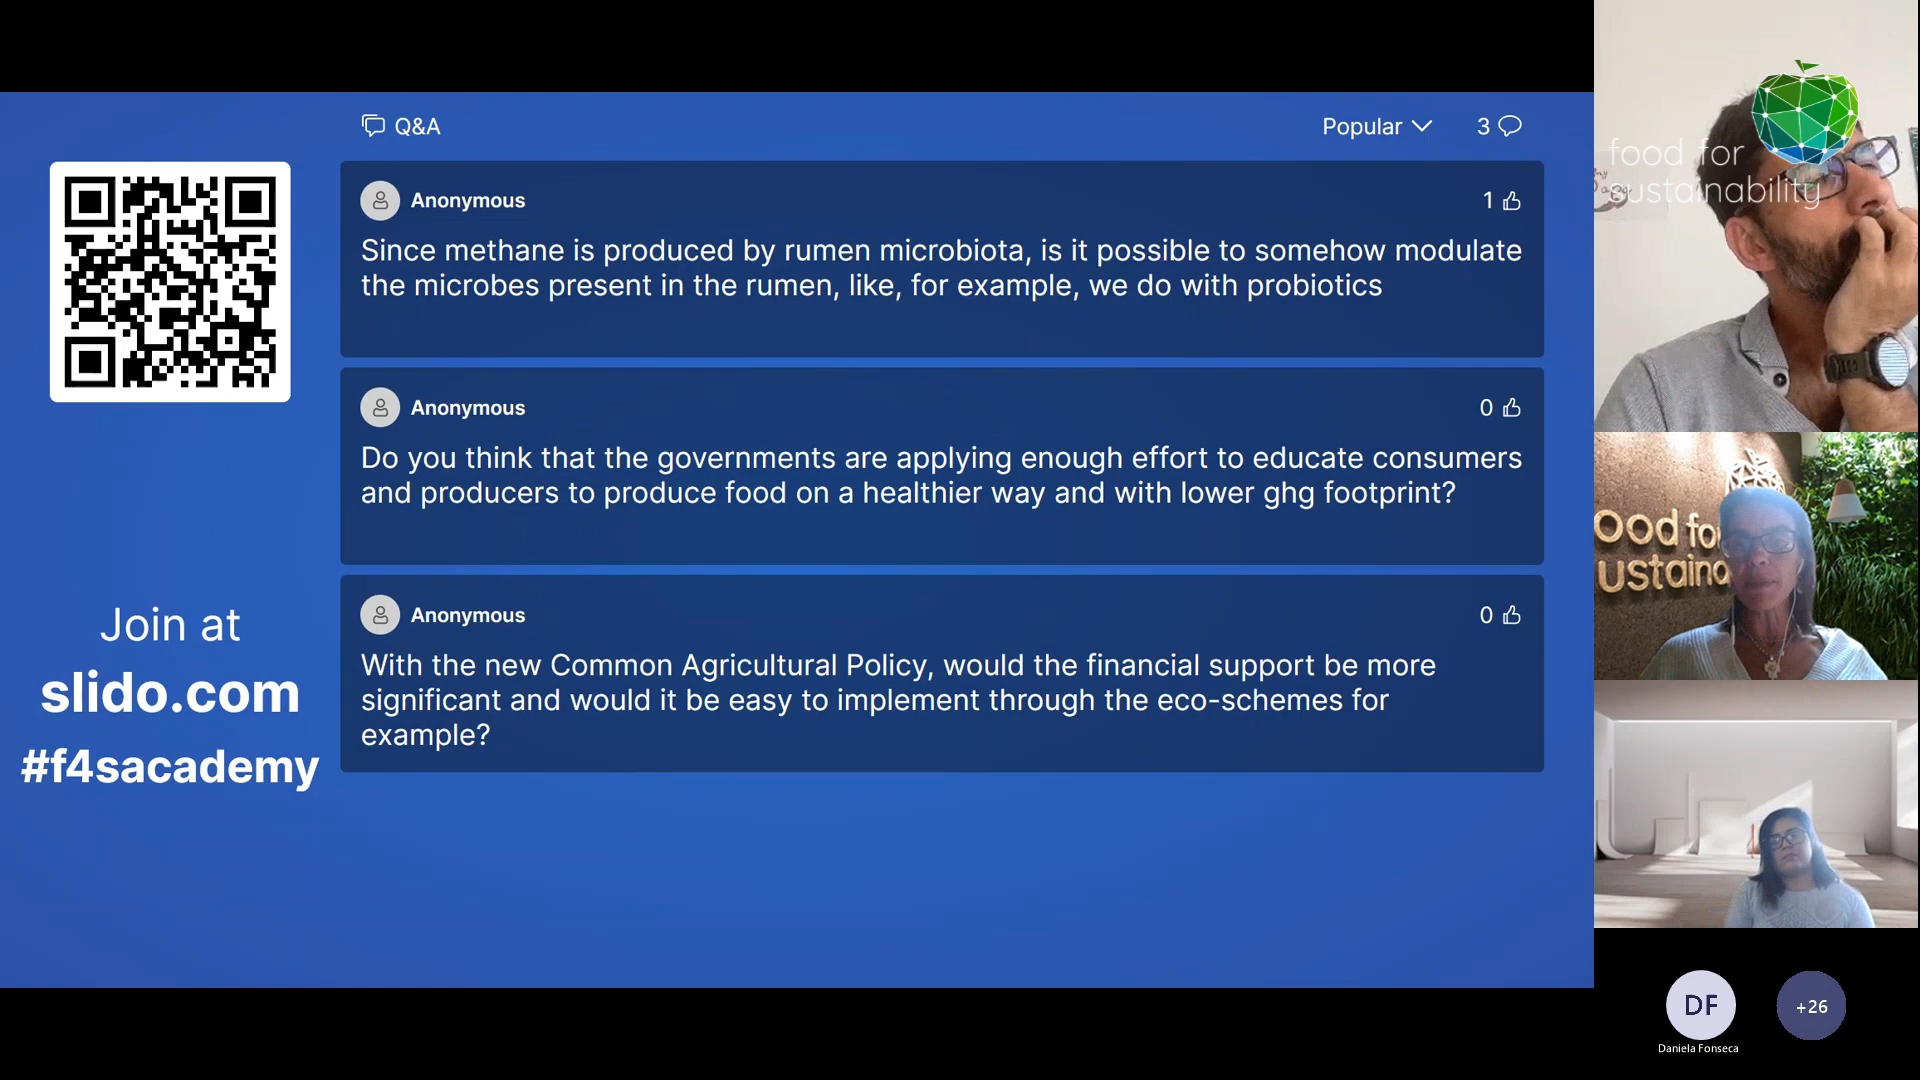 Q&A
Popular
3
Anonymous
1
Since methane is produced by rumen microbiota, is it possible to somehow modulate
the microbes present in the rumen, like, for example, we do with probiotics
Anonymous
0
Do you think that the governments are applying enough effort to educate consumers
and producers to produce food on a healthier way and with lower ghg footprint?
Anonymous
0
With the new Common Agricultural Policy, would the financial support be more
significant and would it be easy to implement through the eco-schemes for
example?
Join at
slido.com
#f4sacademy
food for
sustainability
ood fo
ustaina
DF
+26
Daniela Fonseca